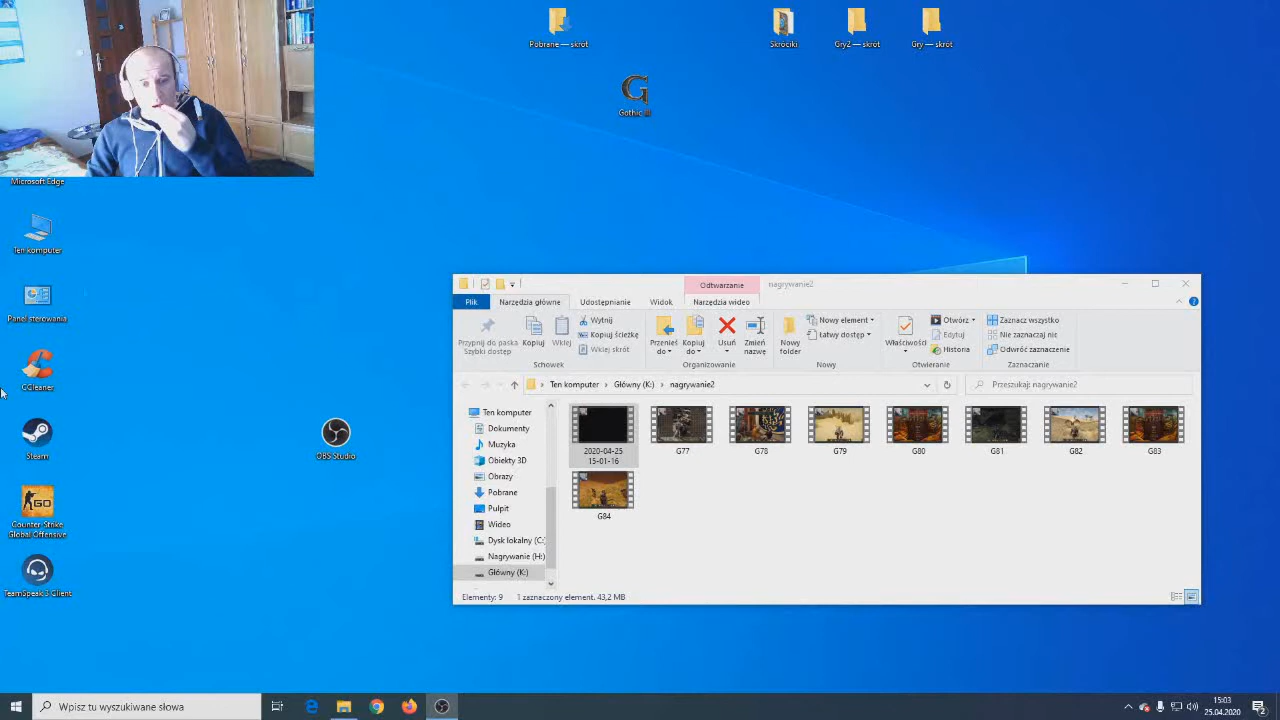 Pobrane — skrót
Skróciki
Gry2 — skrót
Gry — skrót
Gothic III
Microsoft Edge
Ten komputer
Panel sterowania
CCleaner
Steam
Counter-Strike
Global Offensive
TeamSpeak 3 Client
OBS Studio
Odtwarzanie
nagrywanie2
Plik
Narzędzia główne
Udostępnianie
Widok
Narzędzia wideo
Przypnij do paska
Szybki dostęp
Kopiuj
Wklej
Wytnij
Kopiuj ścieżkę
Wklej skrót
Schowek
Przenieś
do
Kopiuj
do
Usuń
Zmień
nazwę
Organizowanie
Nowy
folder
Nowy element
Łatwy dostęp
Nowy
Właściwości
Otwórz
Edytuj
Historia
Otwieranie
Zaznacz wszystko
Nie zaznaczaj nic
Odwróć zaznaczenie
Zaznaczanie
Ten komputer
Główny (K:)
nagrywanie2
Przeszukaj: nagrywanie2
Ten komputer
Dokumenty
Muzyka
Obiekty 3D
Obrazy
Pobrane
Pulpit
Wideo
Dysk lokalny (C:
Nagrywanie (H:)
Główny (K:)
2020-04-25
15-01-16
G77
G78
G79
G80
G81
G82
G83
G84
Elementy: 9
1 zaznaczony element. 43,2 MB
Wpisz tu wyszukiwane słowa
15:03
25.04.2020
2